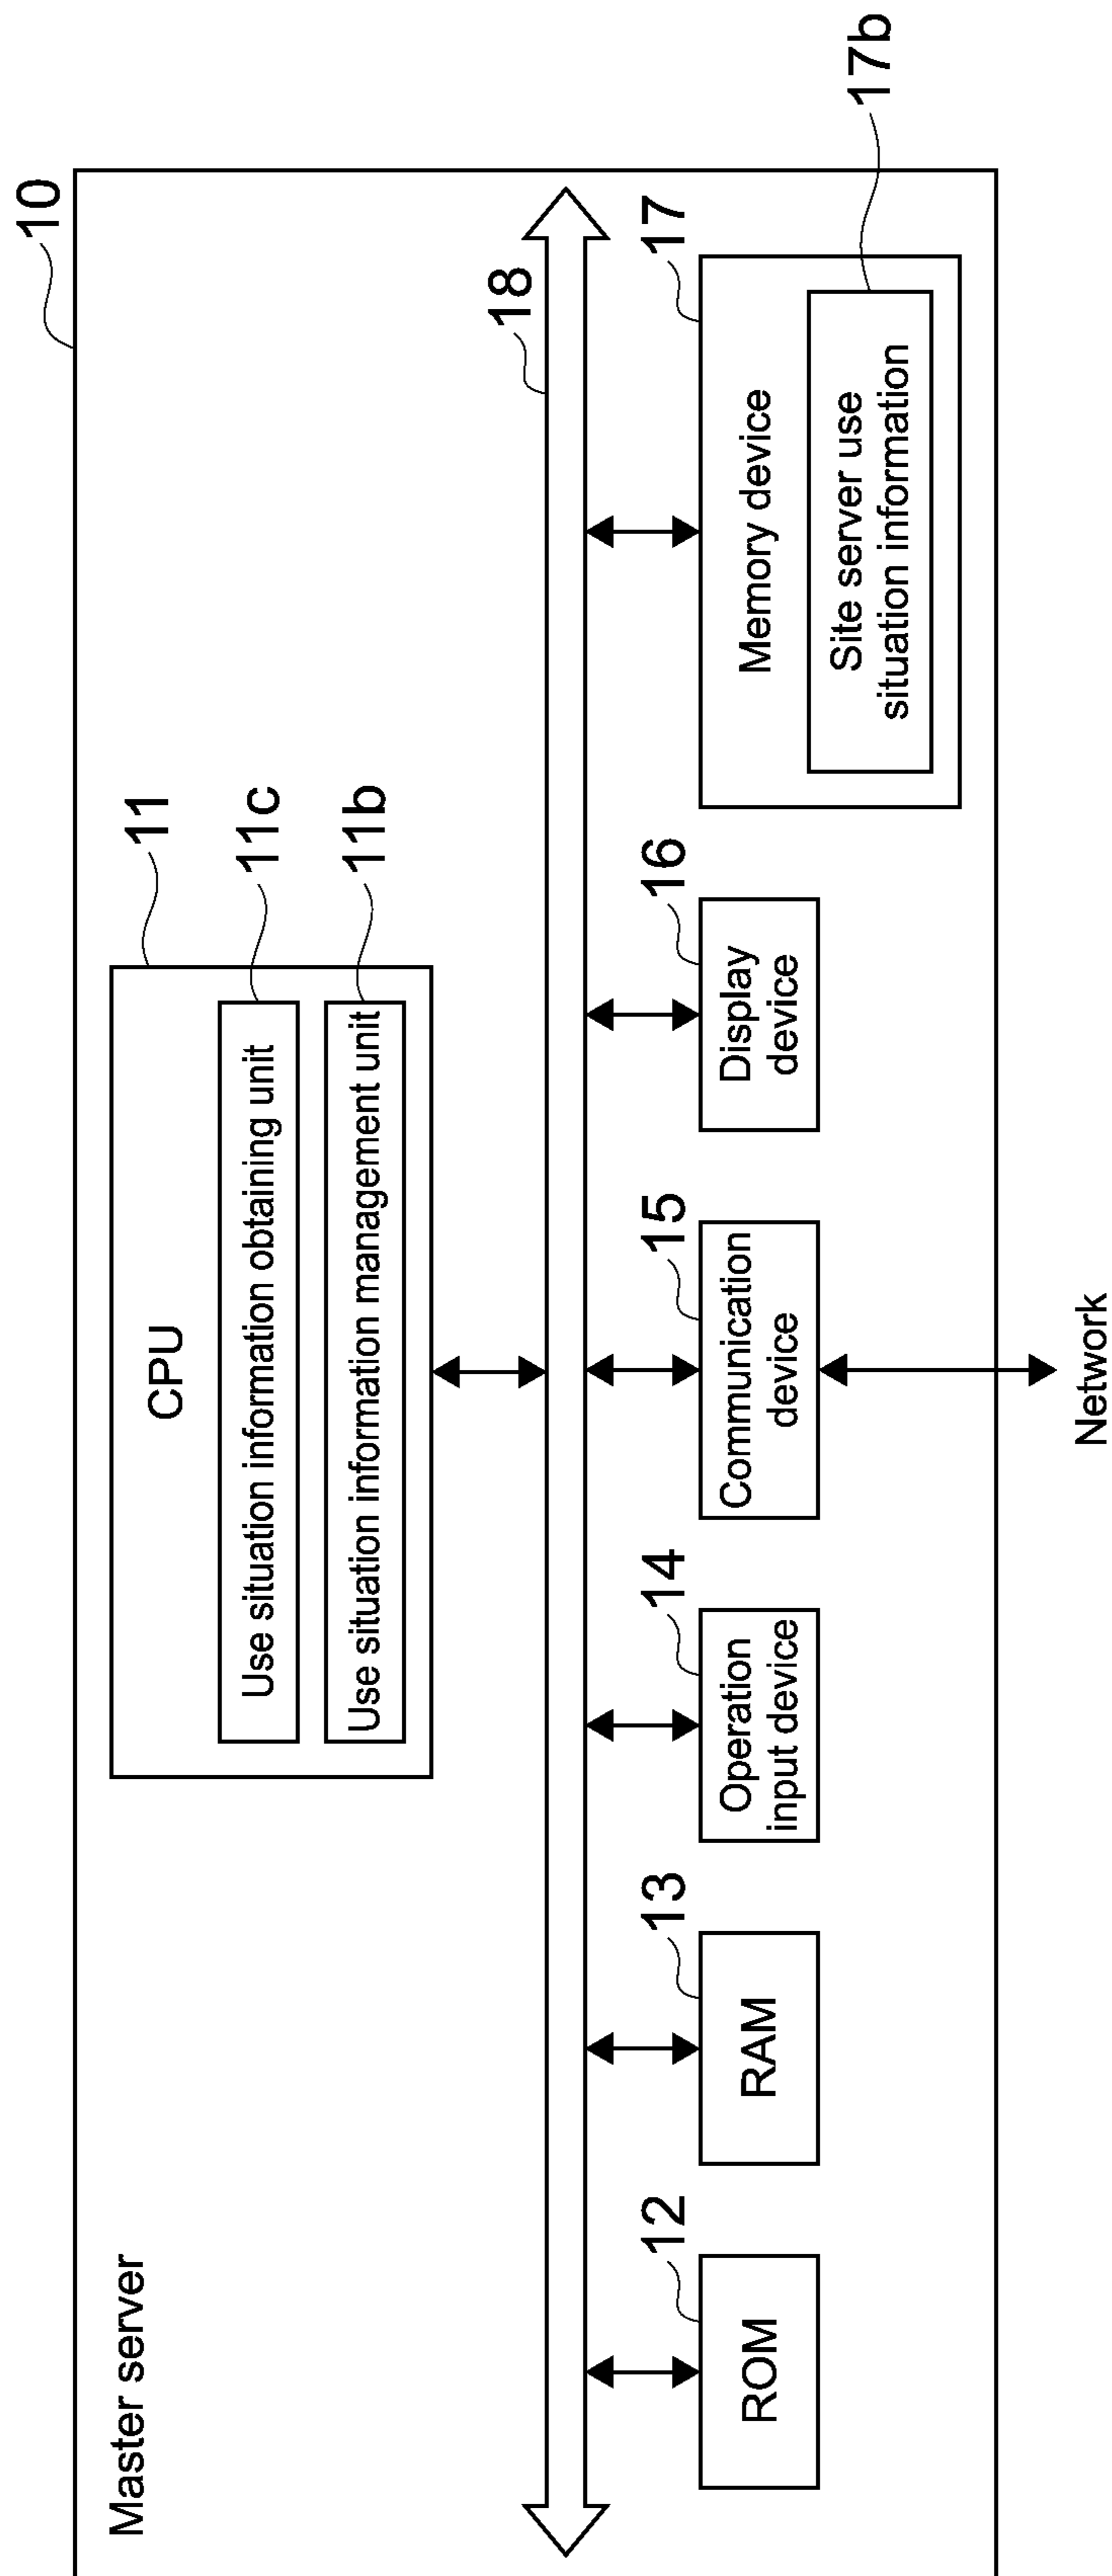 10
Master server
11
CPU
11c
Use situation information obtaining unit
11b
Use situation information management unit
18
12
ROM
13
RAM
14
Operation
input device
15
Communication
device
16
Display
device
17
Memory device
17b
Site server use
situation information
Network